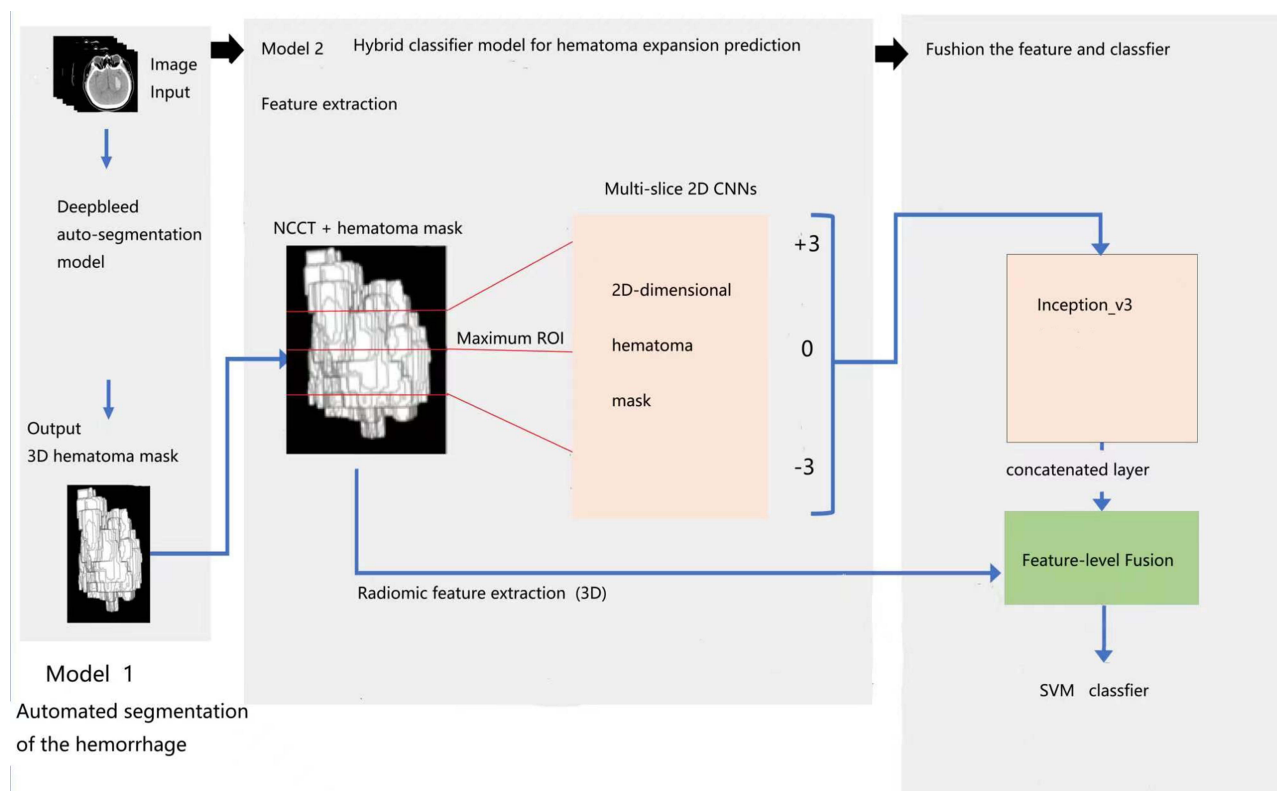 Image
Input
Deepbleed
auto-segmentation
model
Output
3D hematoma mask
Model 1
Automated segmentation
of the hemorrhage
Model 2 Hybrid classifier model for hematoma expansion prediction
Feature extraction
NCCT + hematoma mask
Maximum ROI
Multi-slice 2D CNNs
2D-dimensional
hematoma
mask
+3
0
-3
Radiomic feature extraction (3D)
Fushion the feature and classfier
Inception_v3
concatenated layer
Feature-level Fusion
SVM classfier